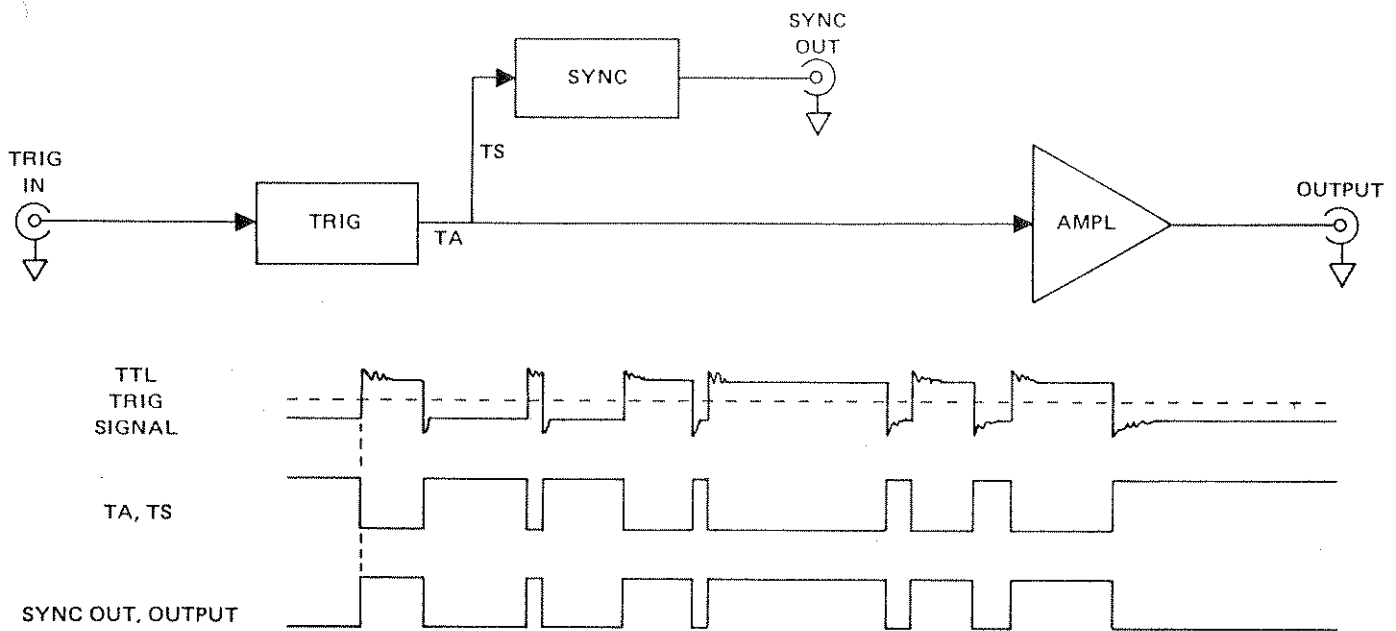 SYNC
OUT
SYNC
TS
TRIG
IN
TRIG
TA
AMPL
OUTPUT
TTL
TRIG
SIGNAL
TA, TS
SYNC OUT, OUTPUT